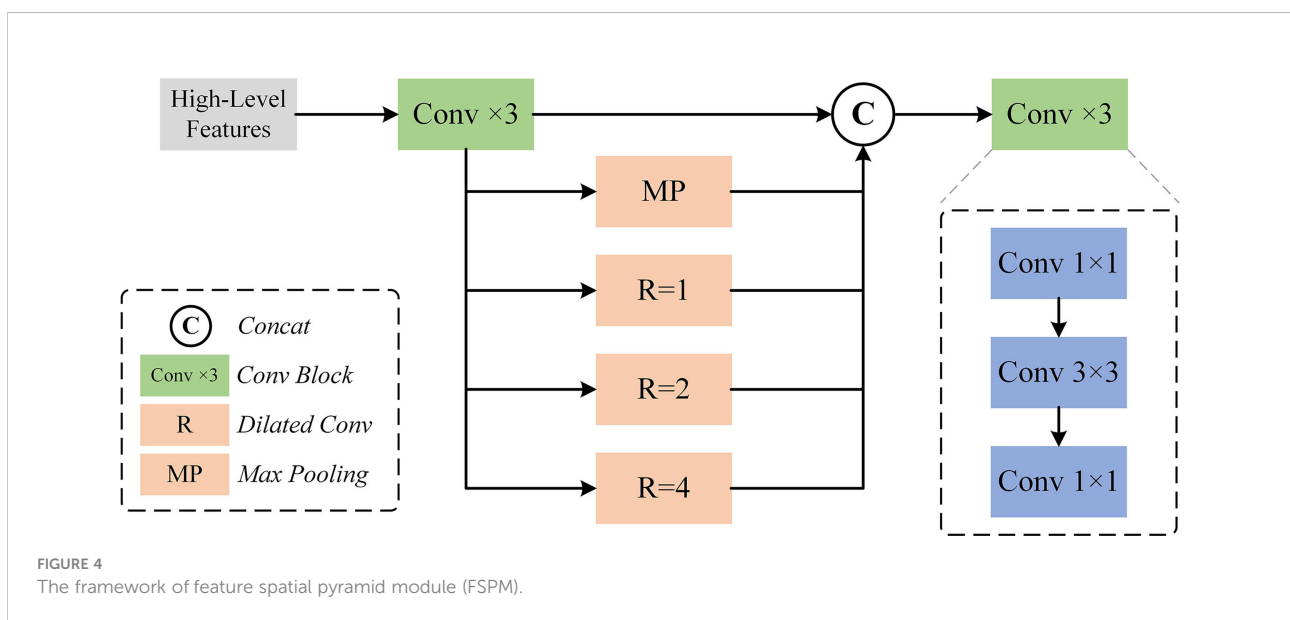 High-Level
Features
Conv ×3
C
Conv ×3
MP
R=1
R=2
R=4
Conv 1×1
Conv 3×3
Conv 1×1
C Concat
Conv ×3 Conv Block
R Dilated Conv
MP Max Pooling
FIGURE 4
The framework of feature spatial pyramid module (FSPM).